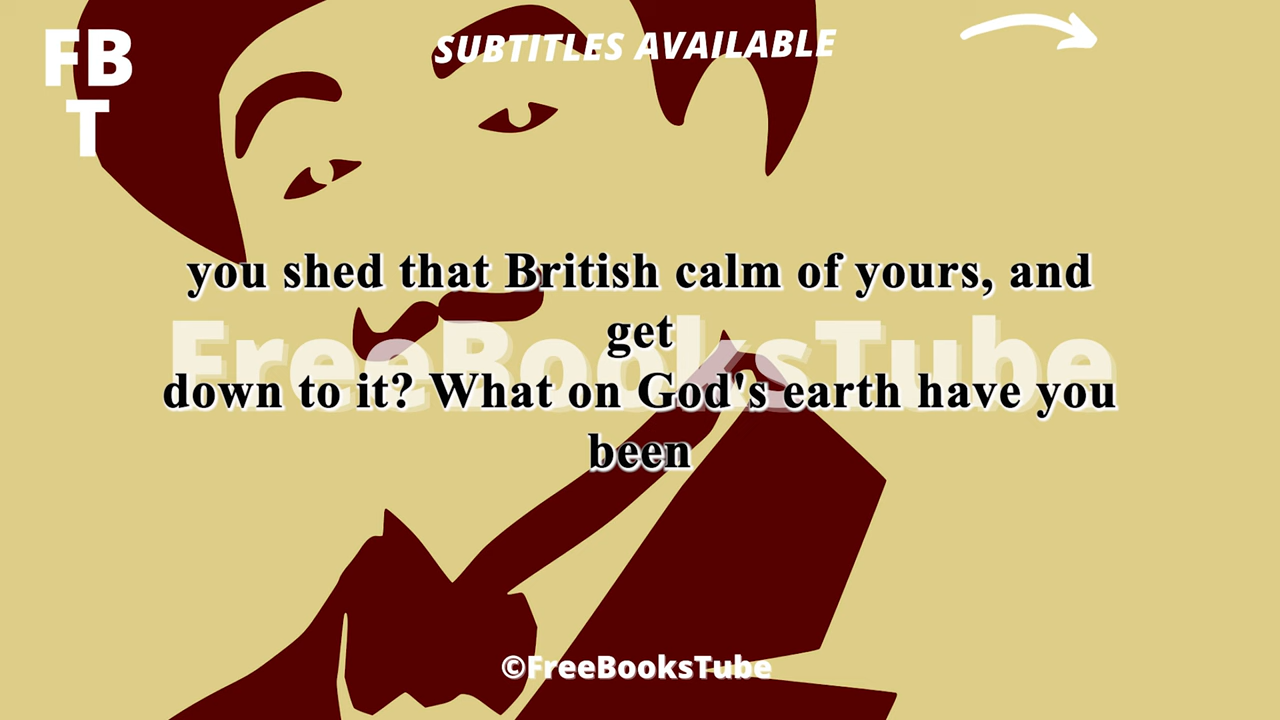 FB
T
SUBTITLES AVAILABLE
you shed that British calm of yours, and
get
FreeBooksTube
down to it? What on God's earth have you
been
©FreeBooksTube